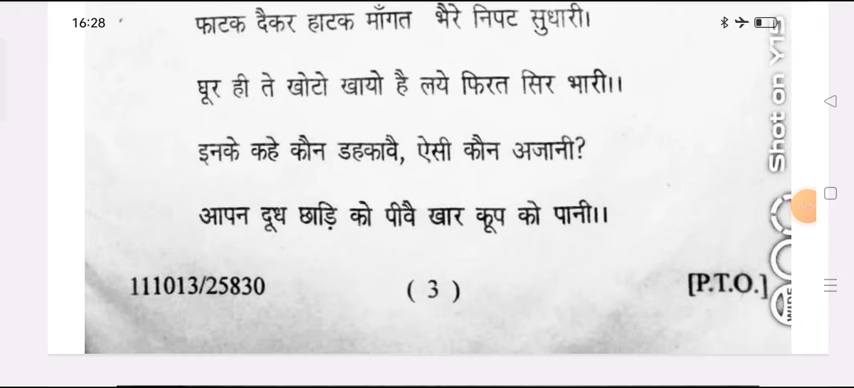 16:28
फाटक दैकर हाटक माँगत भैरे निपट सुधारी।
घूर ही ते खोटो खायो है लये फिरत सिर भारी।।
इनके कहे कौन डहकावै, ऐसी कौन अजानी?
आपन दूध छाड़ि को पीवै खार कूप को पानी।।
111013/25830
( 3 )
[P.T.O.]
Shot on Y15
WIDE